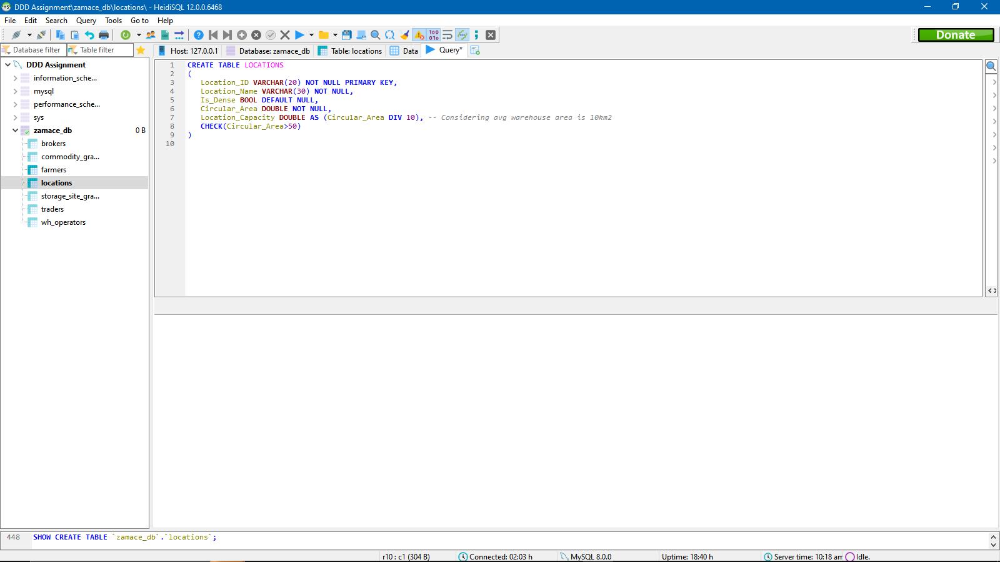 HS DDD Assignment\zamace_db\locations\ - HeidiSQL 12.0.0.6468
File Edit Search Query Tools Go to Help
Donate
Database filter Table filter Host: 127.0.0.1 Database: zamace_db Table: locations Data Query*
DDD Assignment
information_sche...
mysql
performance_sche...
sys
zamace_db 0 B
brokers
commodity_gra...
farmers
locations
storage_site_gra...
traders
wh_operators
1 CREATE TABLE LOCATIONS
2 (
3 Location_ID VARCHAR(20) NOT NULL PRIMARY KEY,
4 Location_Name VARCHAR(30) NOT NULL,
5 Is_Dense BOOL DEFAULT NULL,
6 Circular_Area DOUBLE NOT NULL,
7 Location_Capacity DOUBLE AS (Circular_Area DIV 10), -- Considering avg warehouse area is 10km2
8 CHECK(Circular_Area>50)
9 )
10
448 SHOW CREATE TABLE `zamace_db`.`locations`;
r10 : c1 (304 B) Connected: 02:03 h MySQL 8.0.0 Uptime: 18:40 h Server time: 10:18 am Idle.